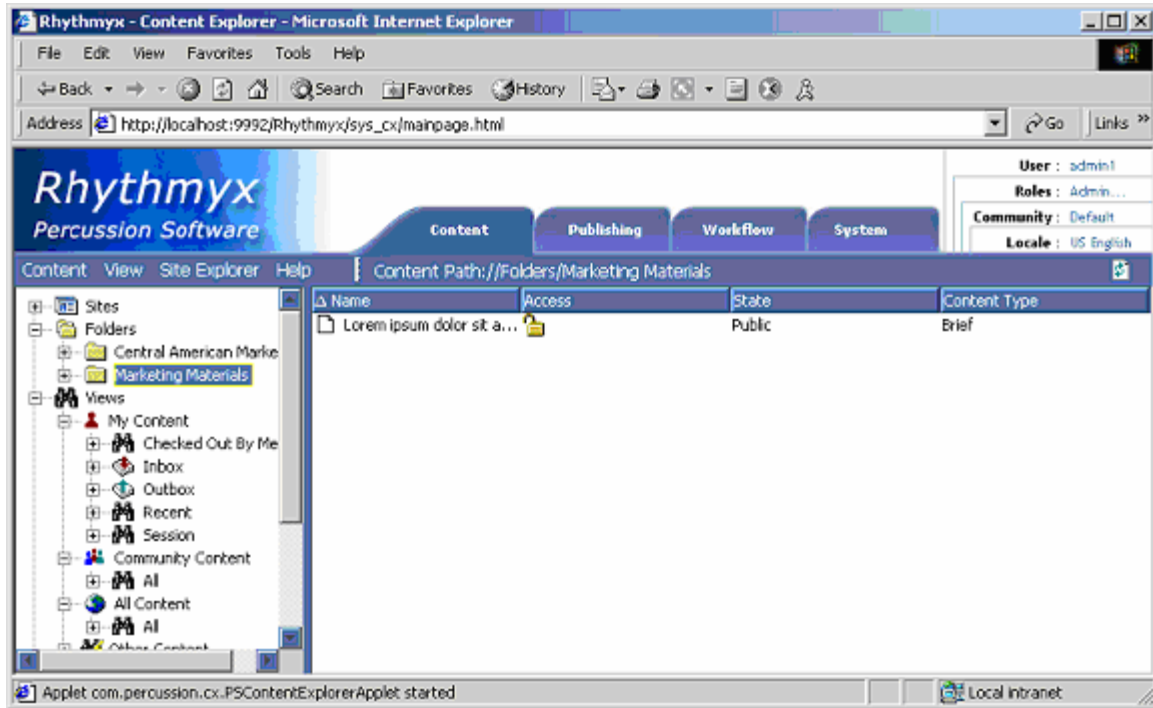 Rhythmyx - Content Explorer - Microsoft Internet Explorer
File Edit View Favorites Tools Help
Back Search Favorites History
Address http://localhost:9992/Rhythmyx/sys_cx/mainpage.html Go Links »
User : admin1
Rhythmyx Roles : Admin...
Percussion Software Content Publishing Workflow System Community : Default
Locale : US English
Content View Site Explorer Help Content Path://Folders/Marketing Materials
Name Access State Content Type
Sites
Lorem ipsum dolor sit a... Public Brief
Folders
Central American Marke
Marketing Materials
Views
My Content
Checked Out By Me
Inbox
Outbox
Recent
Session
Community Content
All
All Content
All
Other Content
Applet com.percussion.cx.PSContentExplorerApplet started Local intranet